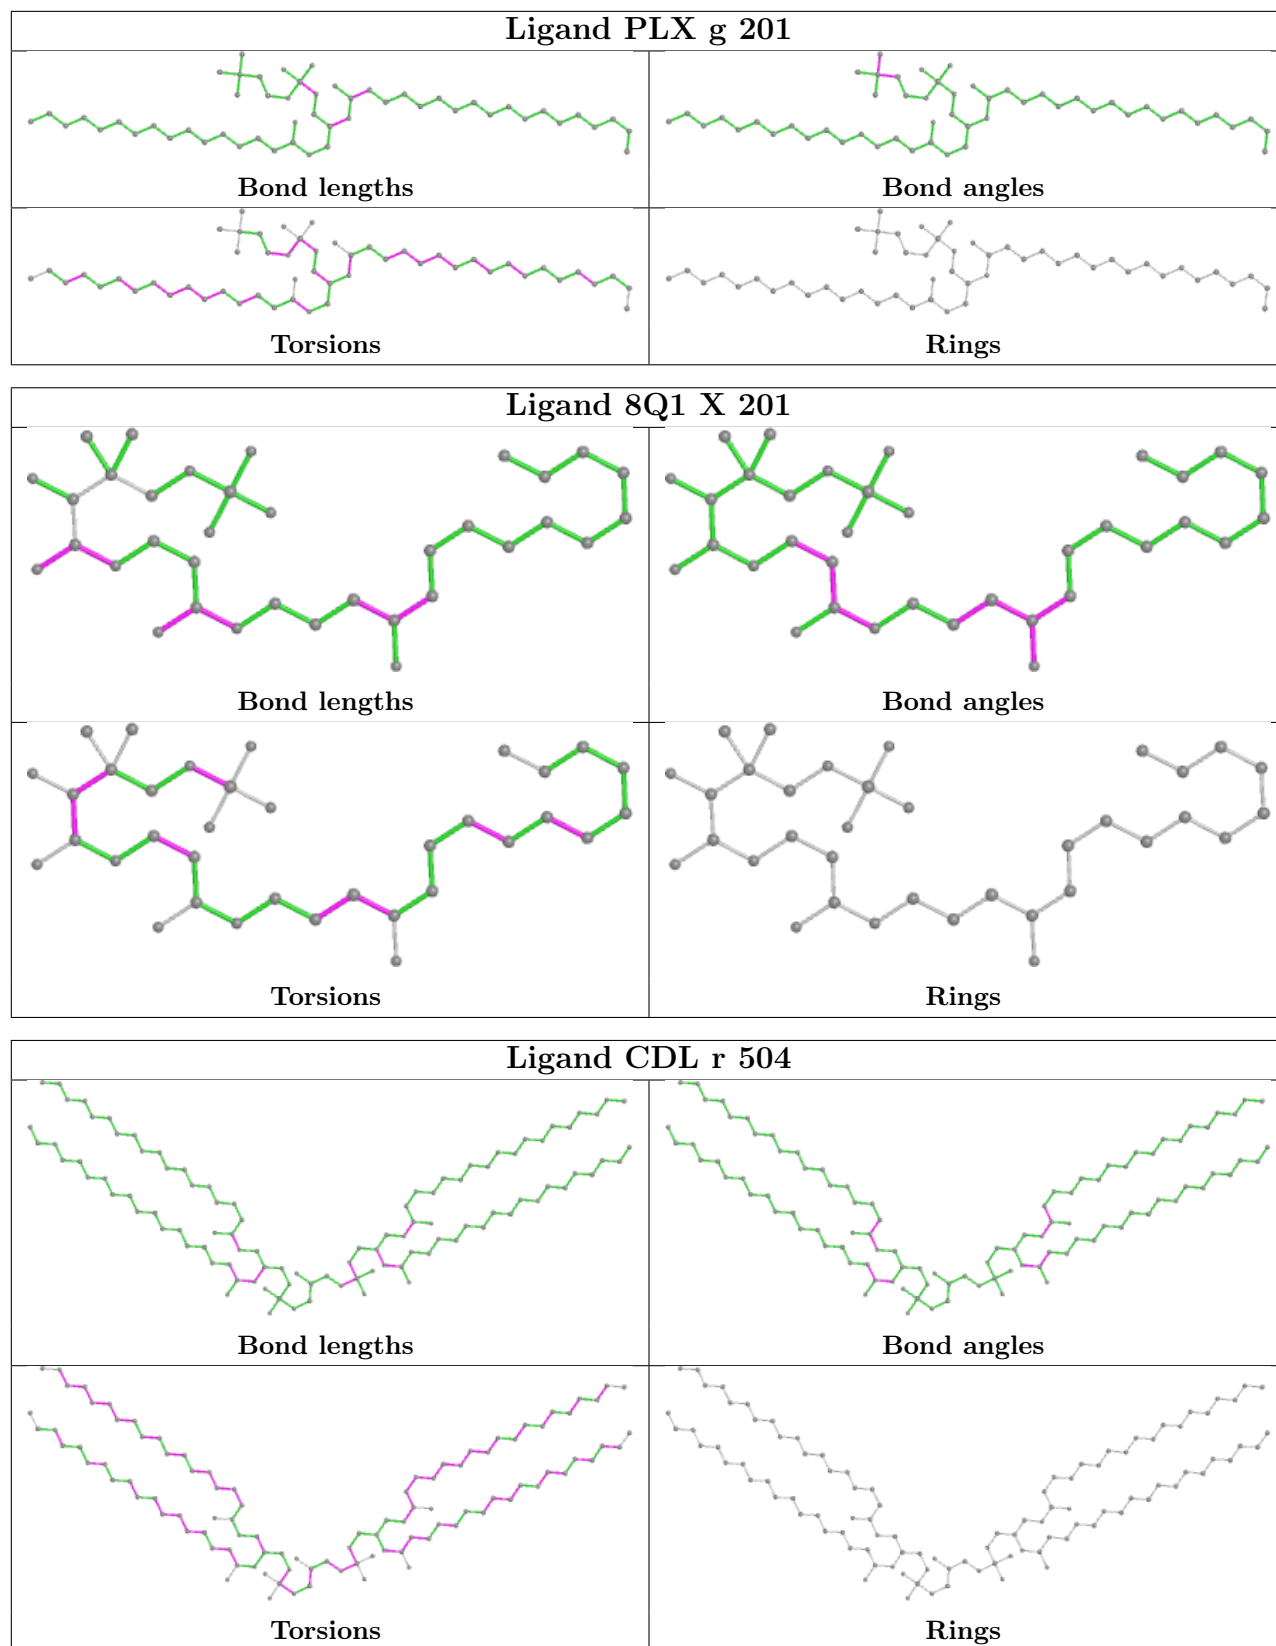 Ligand PLX g 201
Bond lengths
Bond angles
Torsions
Rings
Ligand 8Q1 X 201
Bond lengths
Bond angles
Torsions
Rings
Ligand CDL r 504
Bond lengths
Bond angles
Torsions
Rings